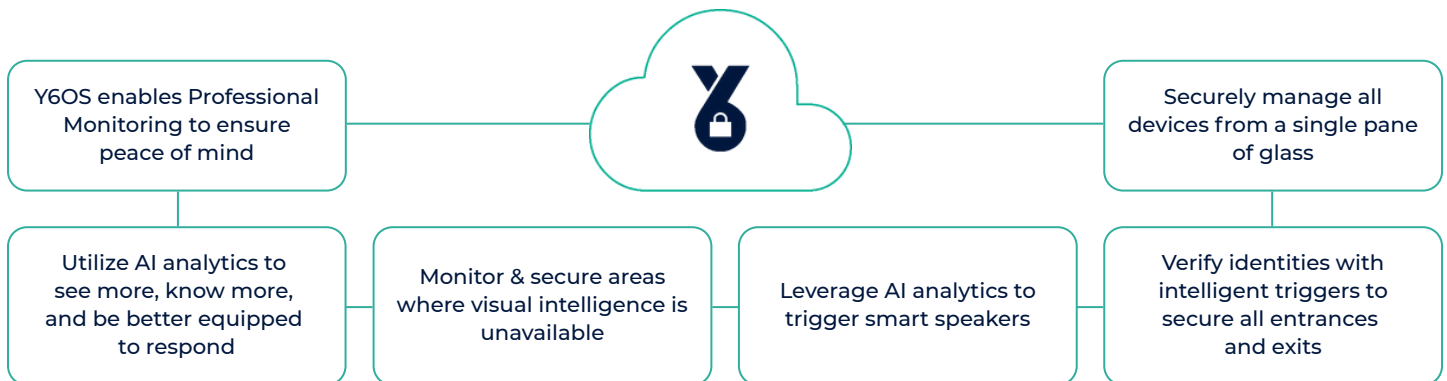 Y6OS enables Professional
Monitoring to ensure
peace of mind
Y6
Securely manage all
devices from a single pane
of glass
Utilize AI analytics to
see more, know more,
and be better equipped
to respond
Monitor & secure areas
where visual intelligence is
unavailable
Leverage AI analytics to
trigger smart speakers
Verify identities with
intelligent triggers to
secure all entrances
and exits